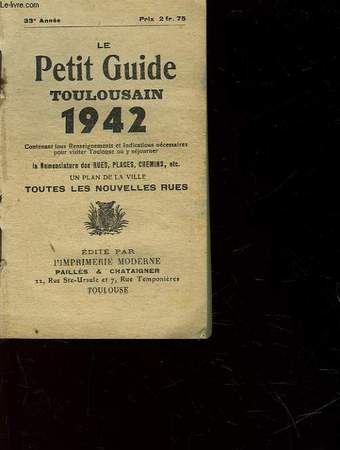 le-livre.com
33e Année Prix 2 fr. 75
LE
Petit Guide
TOULOUSAIN
1942
Contenant tous Renseignements et Indications nécessaires
pour visiter Toulouse ou y séjourner
la Nomenclature des RUES, PLACES, CHEMINS, etc.
UN PLAN DE LA VILLE
TOUTES LES NOUVELLES RUES
ÉDITÉ PAR
L'IMPRIMERIE MODERNE
PAILLÈS & CHATAIGNER
11, Rue Ste-Ursule et 7, Rue Temponières
TOULOUSE